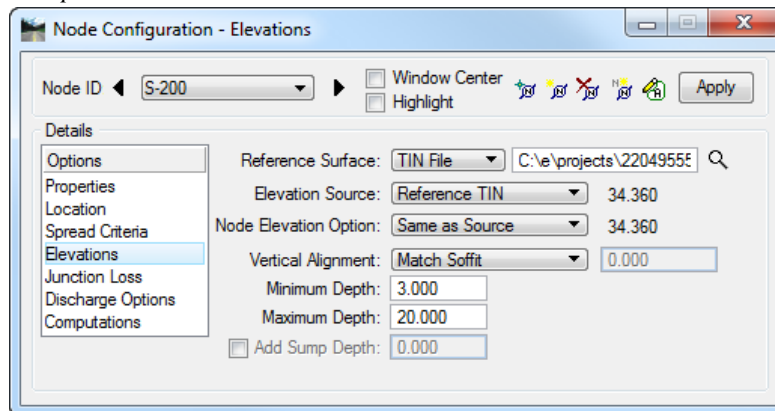 Node Configuration - Elevations
Node ID S-200 Window Center Apply
Highlight
Details
Options
Properties
Location
Spread Criteria
Elevations
Junction Loss
Discharge Options
Computations
Reference Surface: TIN File C:\e\projects\22049555
Elevation Source: Reference TIN 34.360
Node Elevation Option: Same as Source 34.360
Vertical Alignment: Match Soffit 0.000
Minimum Depth: 3.000
Maximum Depth: 20.000
Add Sump Depth: 0.000